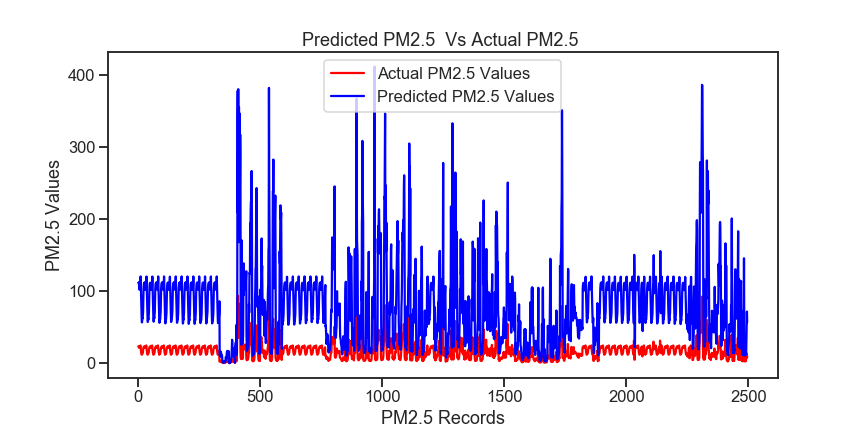 Predicted PM2.5  Vs Actual PM2.5
Actual PM2.5 Values
Predicted PM2.5 Values
400
300
200
100
0
PM2.5 Values
0 500 1000 1500 2000 2500
PM2.5 Records